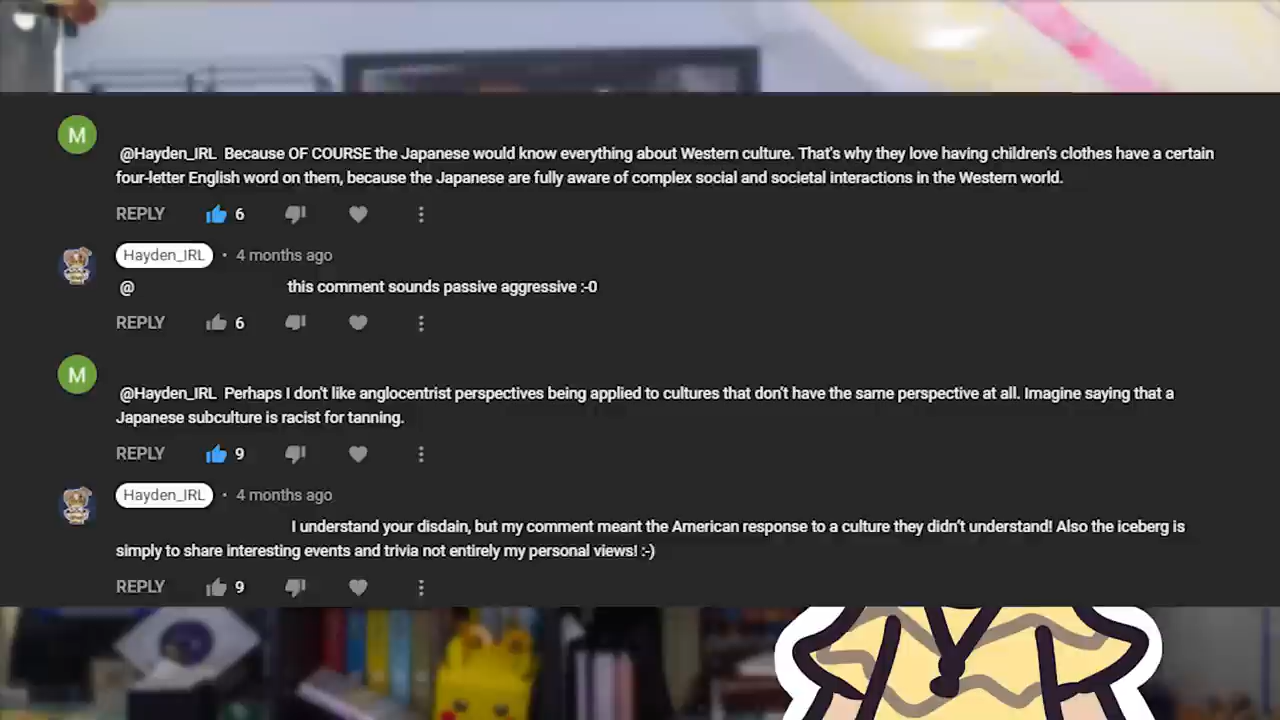 M
@Hayden_IRL Because OF COURSE the Japanese would know everything about Western culture. That's why they love having children's clothes have a certain
four-letter English word on them, because the Japanese are fully aware of complex social and societal interactions in the Western world.
REPLY 6
Hayden_IRL • 4 months ago
@ this comment sounds passive aggressive :-0
REPLY 6
M
@Hayden_IRL Perhaps I don't like anglocentrist perspectives being applied to cultures that don't have the same perspective at all. Imagine saying that a
Japanese subculture is racist for tanning.
REPLY 9
Hayden_IRL • 4 months ago
I understand your disdain, but my comment meant the American response to a culture they didn't understand! Also the iceberg is
simply to share interesting events and trivia not entirely my personal views! :-)
REPLY 9